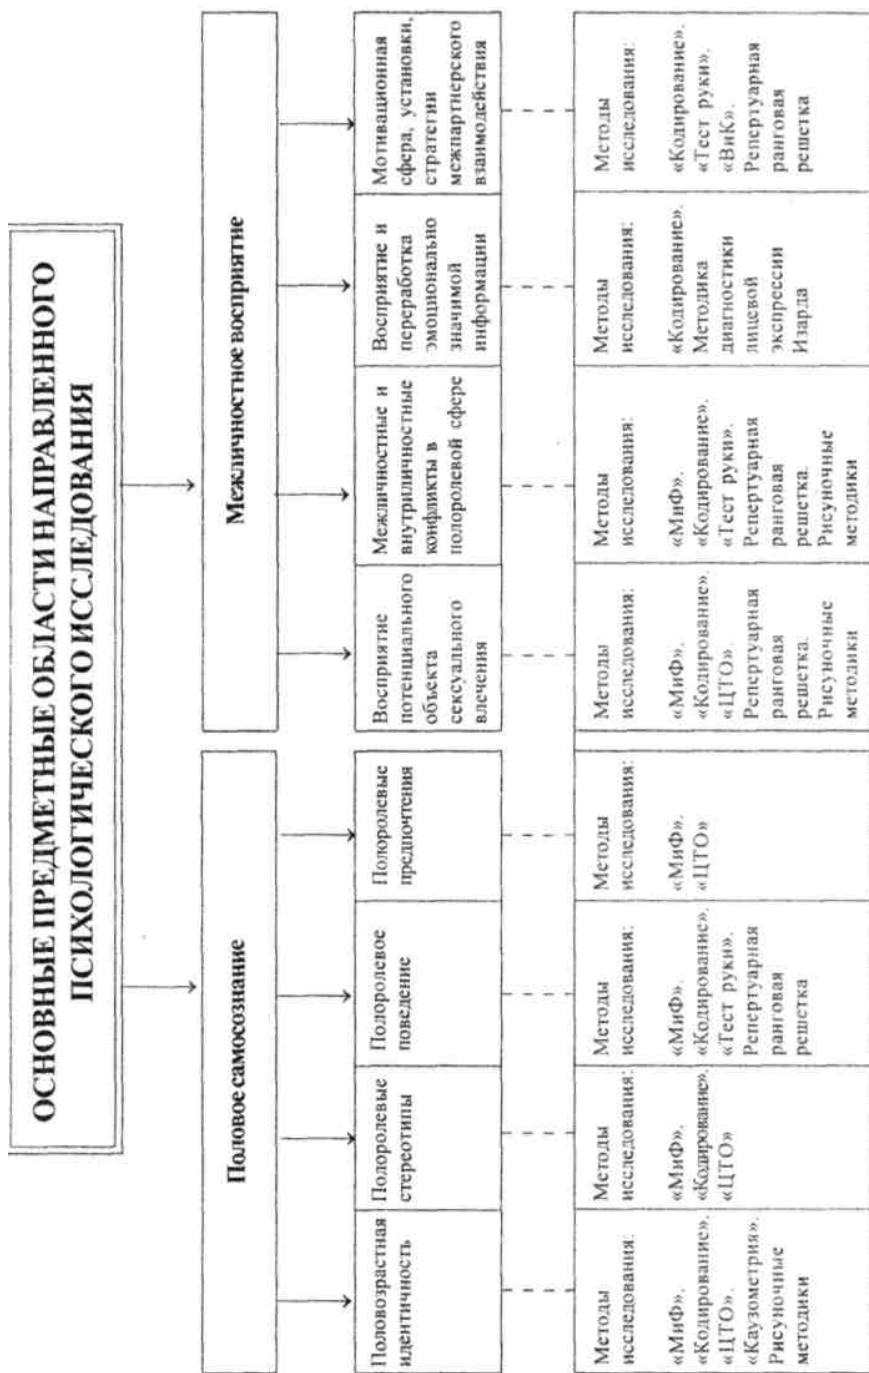 ОСНОВНЫЕ ПРЕДМЕТНЫЕ ОБЛАСТИ НАПРАВЛЕННОГО
ПСИХОЛОГИЧЕСКОГО ИССЛЕДОВАНИЯ
Половое самосознание
Межличностное восприятие
Половозрастная
идентичность
Полоролевые
стереотипы
Полоролевое
поведение
Полоролевые
предпочтения
Восприятие
потенциального
объекта
сексуального
влечения
Межличностные и
внутриличностные
конфликты в
полоролевой сфере
Восприятие и
переработка
эмоционально
значимой
информации
Мотивационная
сфера, установки,
стратегии
межпартнерского
взаимодействия
Методы
исследования:
«МиФ».
«Кодирование».
«ЦТО».
«Каузометрия».
Рисуночные
методики
Методы
исследования:
«МиФ».
«Кодирование».
«ЦТО»
Методы
исследования:
«МиФ».
«Кодирование».
«Тест руки».
Репертуарная
ранговая
решетка
Методы
исследования:
«МиФ».
«ЦТО»
Методы
исследования:
«МиФ».
«Кодирование».
«ЦТО».
Репертуарная
ранговая
решетка.
Рисуночные
методики
Методы
исследования:
«МиФ».
«Кодирование».
«Тест руки».
Репертуарная
ранговая
решетка.
Рисуночные
методики
Методы
исследования:
«Кодирование».
Методика
диагностики
лицевой
экспрессии
Изарда
Методы
исследования:
«Кодирование».
«Тест руки».
«ВиК».
Репертуарная
ранговая
решетка